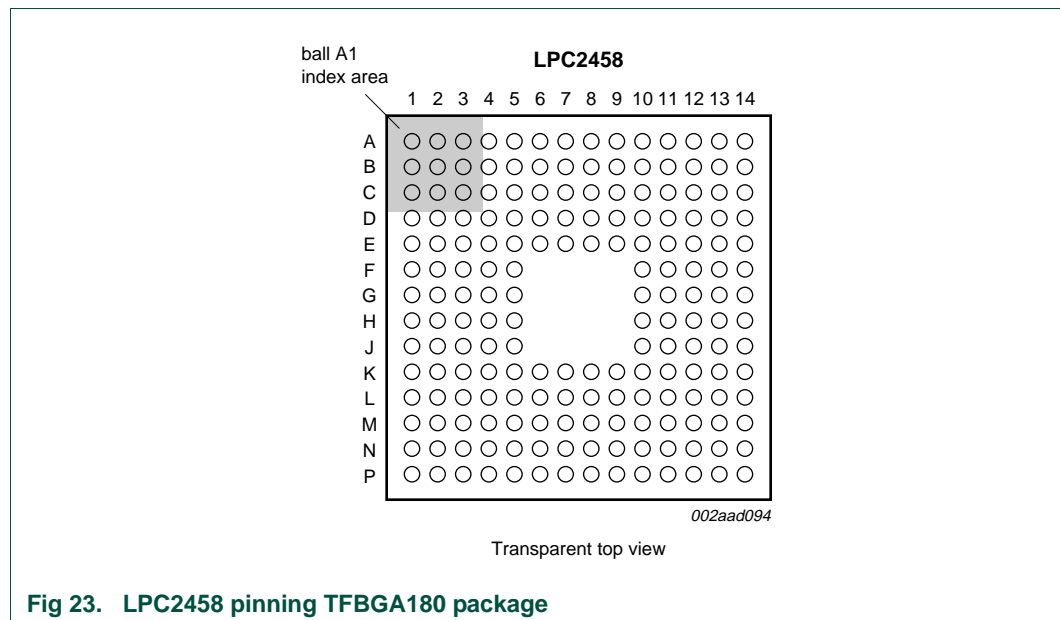 ball A1
index area
LPC2458
1 2 3 4 5 6 7 8 9 10 11 12 13 14
A
B
C
D
E
F
G
H
J
K
L
M
N
P
002aad094
Transparent top view
Fig 23. LPC2458 pinning TFBGA180 package